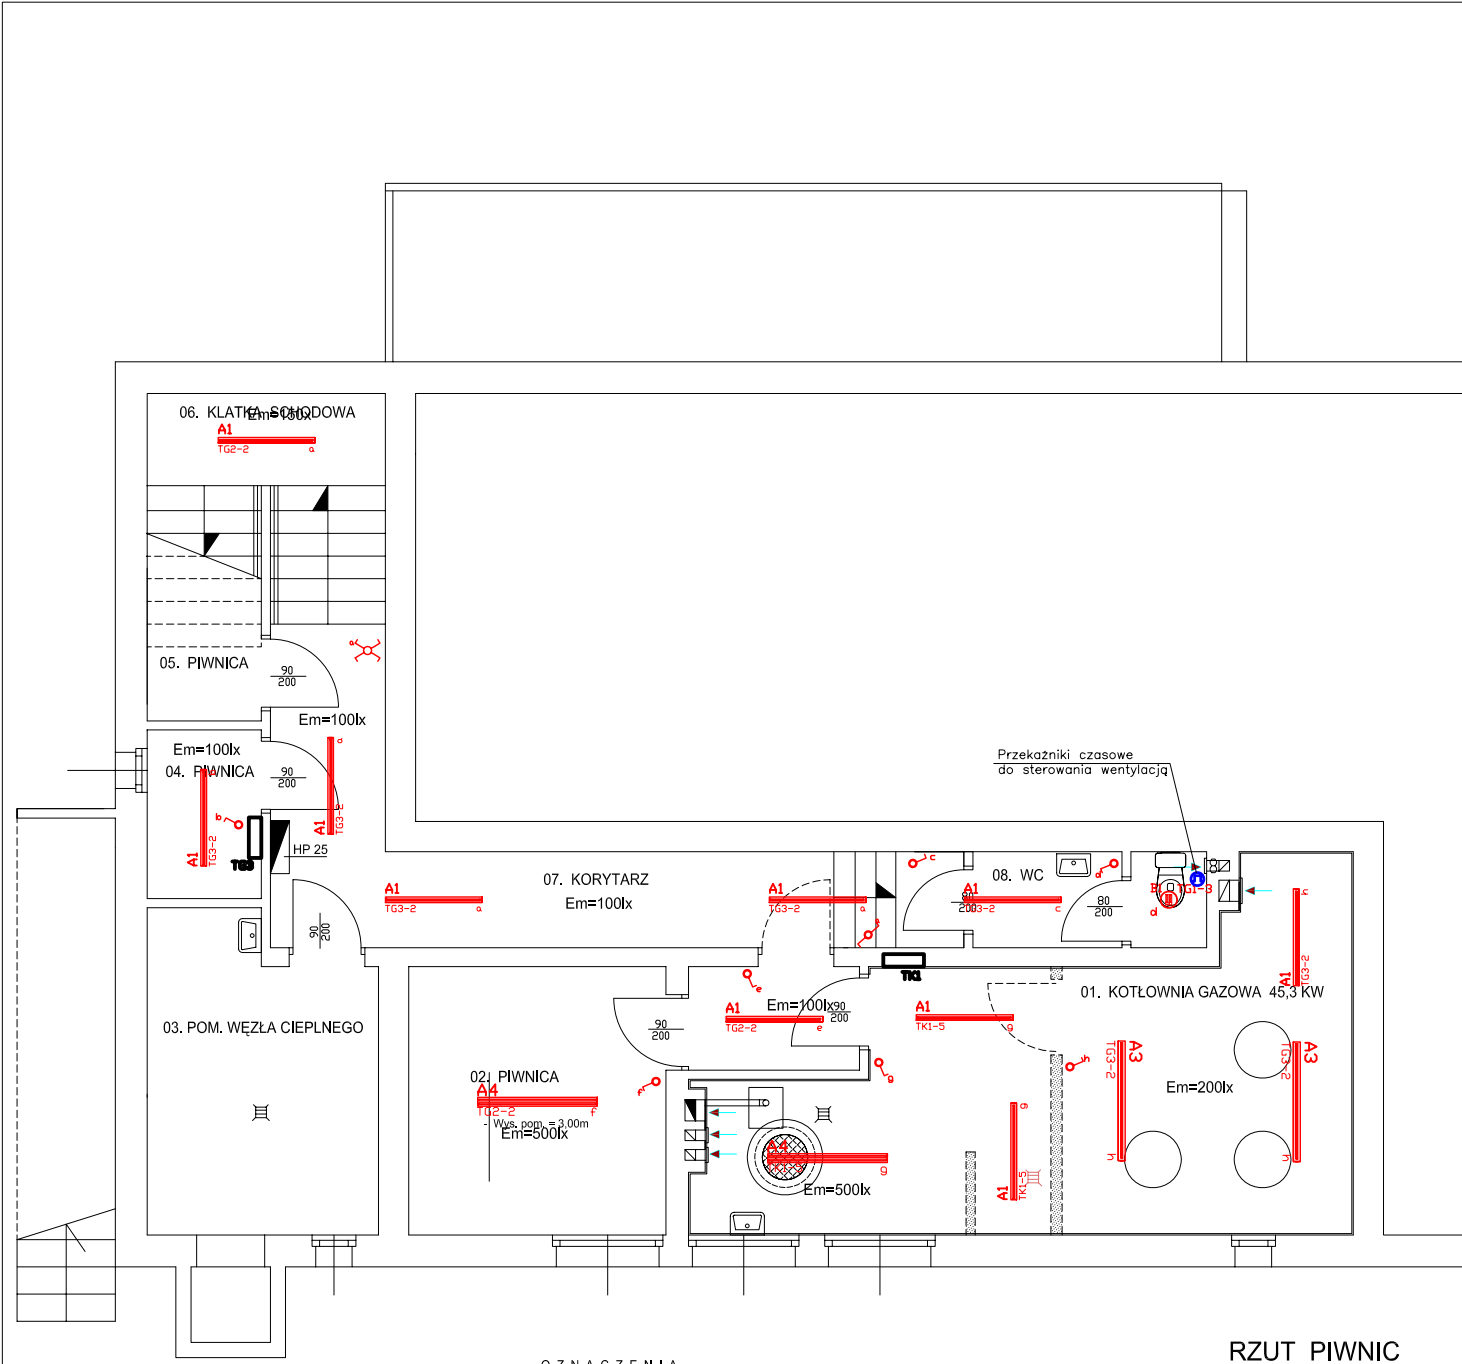 06. KLATKA SCHODOWA
Em=150lx
A1
TG2-2
a
a
05. PIWNICA
90
200
Em=100lx
Em=100lx
04. PIWNICA
90
200
a
b
b
A1
TG3-2
A1
TG3-2
TG3
HP 25
Przekaźniki czasowe
do sterowania wentylacją
07. KORYTARZ
Em=100lx
A1
TG3-2
a
A1
TG3-2
a
a
c
08. WC
A1
TG3-2
c
80
200
d
80
200
TG1-3
d
h
A1
TG3-2
90
200
TK1
03. POM. WĘZŁA CIEPLNEGO
e
Em=100lx
90
200
A1
TG2-2
e
90
200
A1
TK1-5
g
01. KOTŁOWNIA GAZOWA 45,3 KW
A3
TG3-2
h
A3
TG3-2
h
Em=200lx
h
g
02. PIWNICA
A4
TG2-2
f
f
- Wys. pom. = 3,00m
Em=500lx
A4
g
Em=500lx
g
A1
TK1-5
RZUT PIWNIC
OZNACZENIA